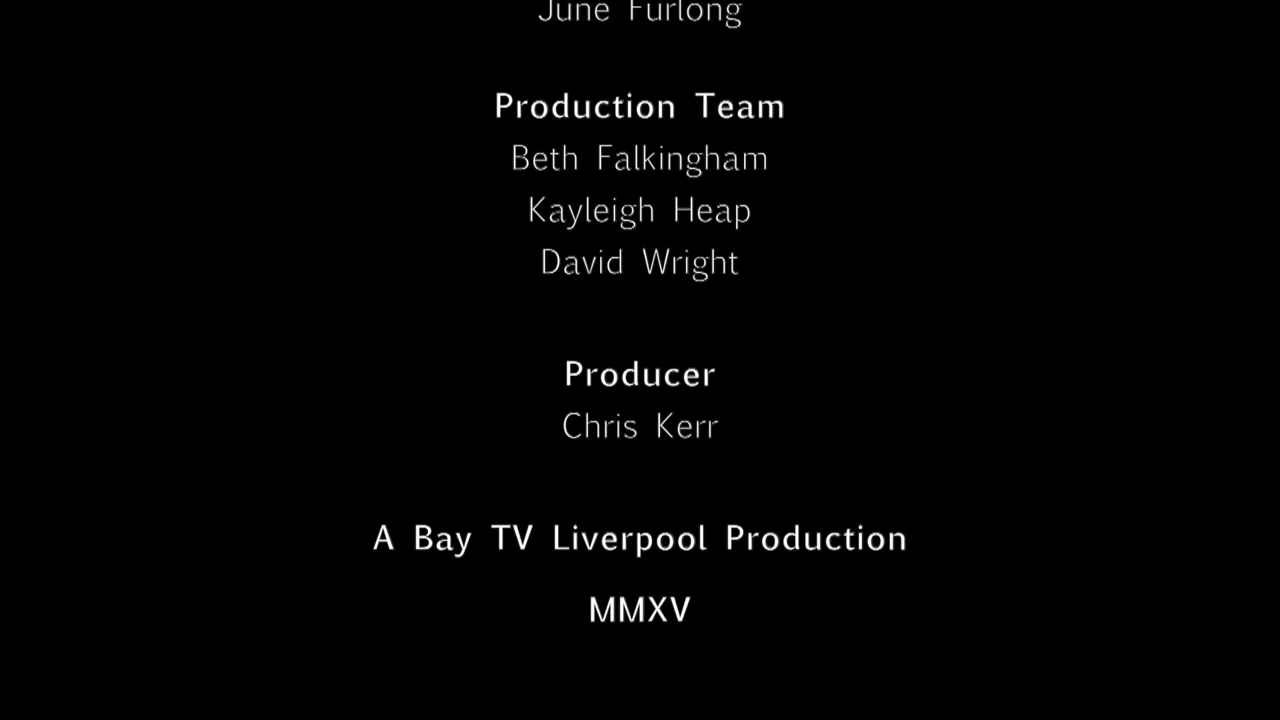 June Furlong
Production Team
Beth Falkingham
Kayleigh Heap
David Wright
Producer
Chris Kerr
A Bay TV Liverpool Production
MMXV